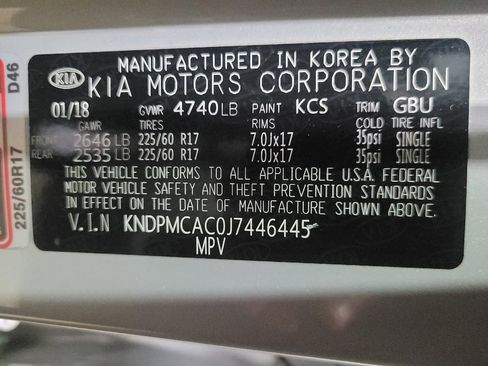 MANUFACTURED IN KOREA BY
KIA KIA MOTORS CORPORATION
01/18 GVWR 4740LB PAINT KCS TRIM GBU
GAWR TIRES RIMS COLD TIRE INFL
FRONT 2646 LB 225/60 R17 7.0Jx17 35psi SINGLE
REAR 2535 LB 225/60 R17 7.0Jx17 35psi SINGLE
THIS VEHICLE CONFORMS TO ALL APPLICABLE U.S.A. FEDERAL
MOTOR VEHICLE SAFETY AND THEFT PREVENTION STANDARDS
IN EFFECT ON THE DATE OF MANUFACTURE SHOWN ABOVE.
V.I.N KNDPMCAC0J7446445
MPV
225/60R17 D46